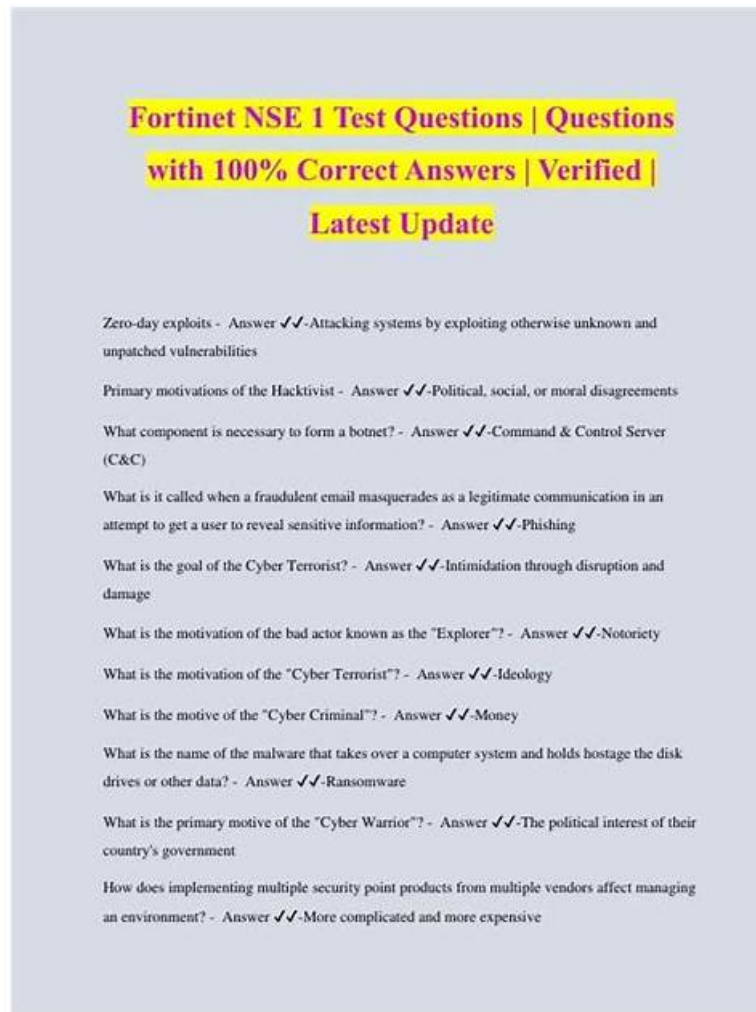 Fortinet NSE 1 Test Questions | Questions
with 100% Correct Answers | Verified |
Latest Update
Zero-day exploits - Answer ✓✓-Attacking systems by exploiting otherwise unknown and
unpatched vulnerabilities
Primary motivations of the Hacktivist - Answer ✓✓-Political, social, or moral disagreements
What component is necessary to form a botnet? - Answer ✓✓-Command & Control Server
(C&C)
What is it called when a fraudulent email masquerades as a legitimate communication in an
attempt to get a user to reveal sensitive information? - Answer ✓✓-Phishing
What is the goal of the Cyber Terrorist? - Answer ✓✓-Intimidation through disruption and
damage
What is the motivation of the bad actor known as the "Explorer"? - Answer ✓✓-Notoriety
What is the motivation of the "Cyber Terrorist"? - Answer ✓✓-Ideology
What is the motive of the "Cyber Criminal"? - Answer ✓✓-Money
What is the name of the malware that takes over a computer system and holds hostage the disk
drives or other data? - Answer ✓✓-Ransomware
What is the primary motive of the "Cyber Warrior"? - Answer ✓✓-The political interest of their
country's government
How does implementing multiple security point products from multiple vendors affect managing
an environment? - Answer ✓✓-More complicated and more expensive